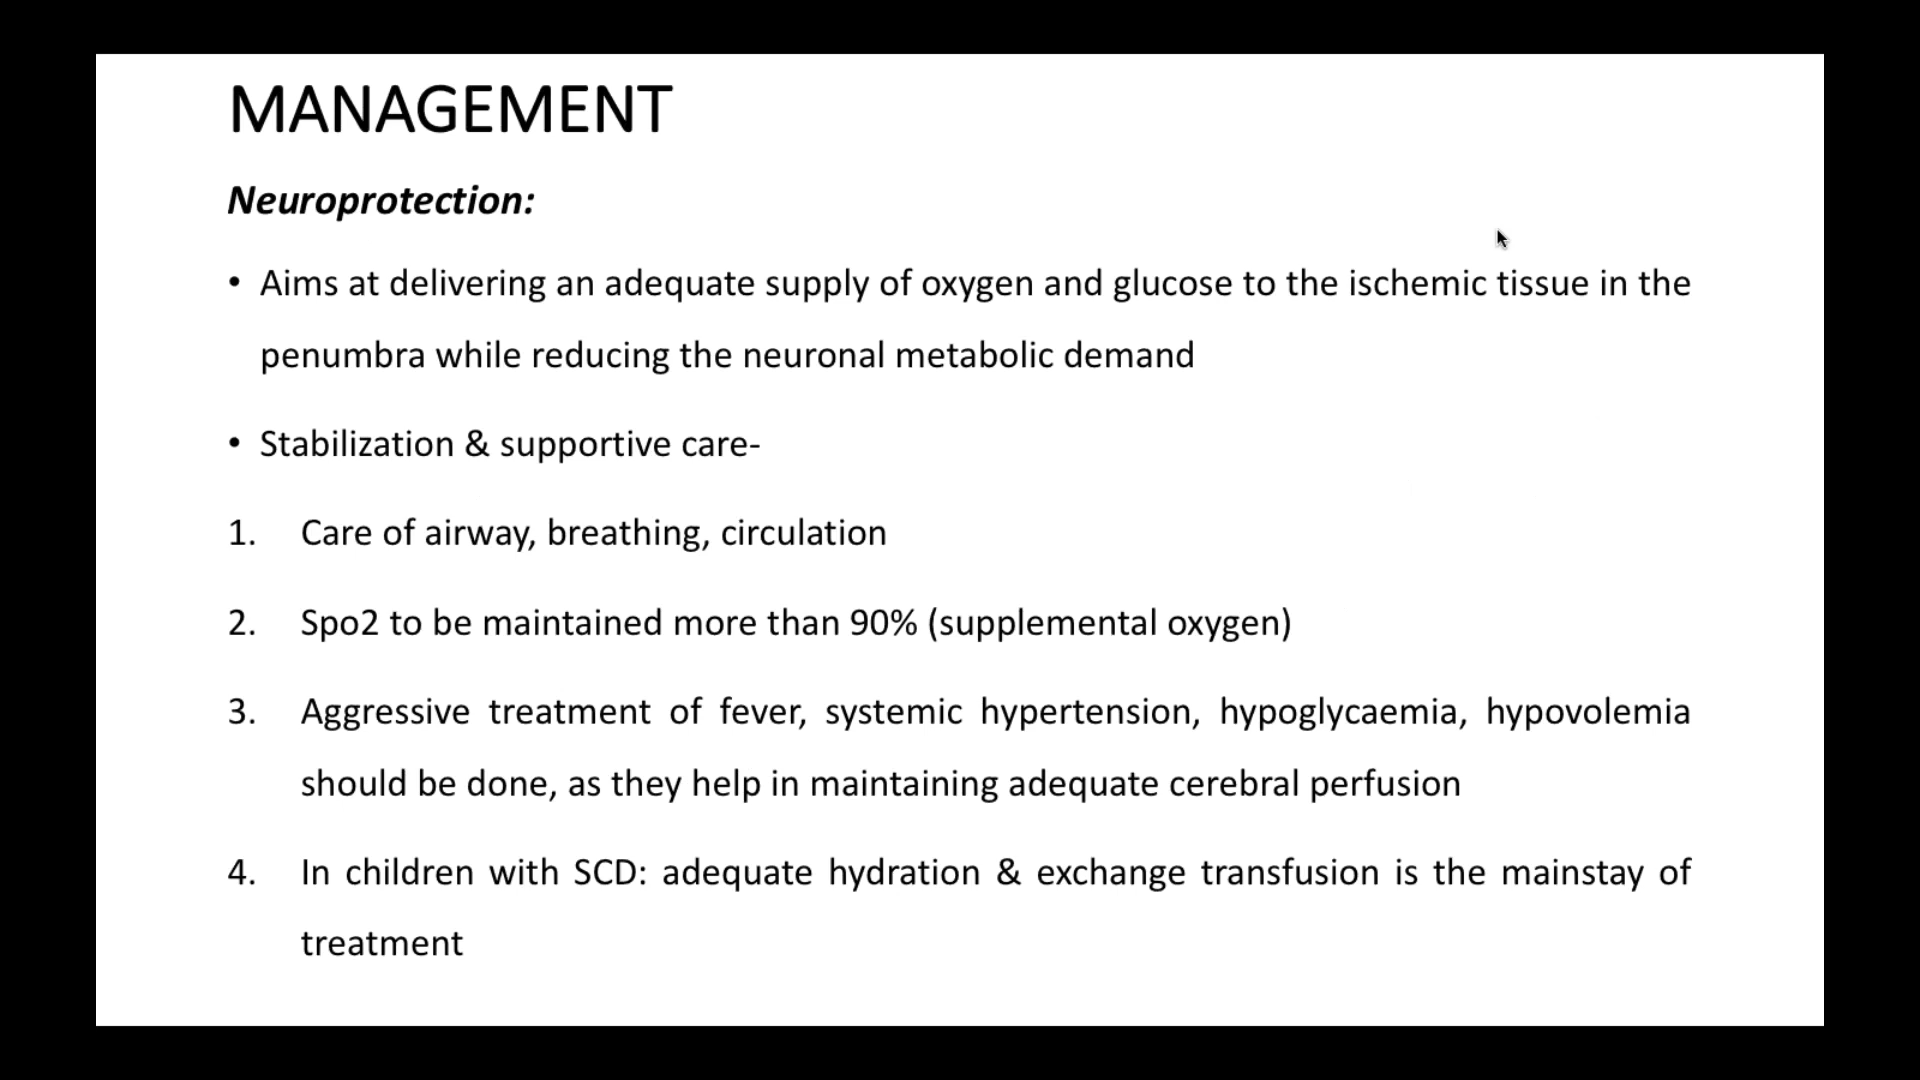 MANAGEMENT
Neuroprotection:
• Aims at delivering an adequate supply of oxygen and glucose to the ischemic tissue in the
penumbra while reducing the neuronal metabolic demand
• Stabilization & supportive care-
1. Care of airway, breathing, circulation
2. Spo2 to be maintained more than 90% (supplemental oxygen)
3. Aggressive treatment of fever, systemic hypertension, hypoglycaemia, hypovolemia
should be done, as they help in maintaining adequate cerebral perfusion
4. In children with SCD: adequate hydration & exchange transfusion is the mainstay of
treatment